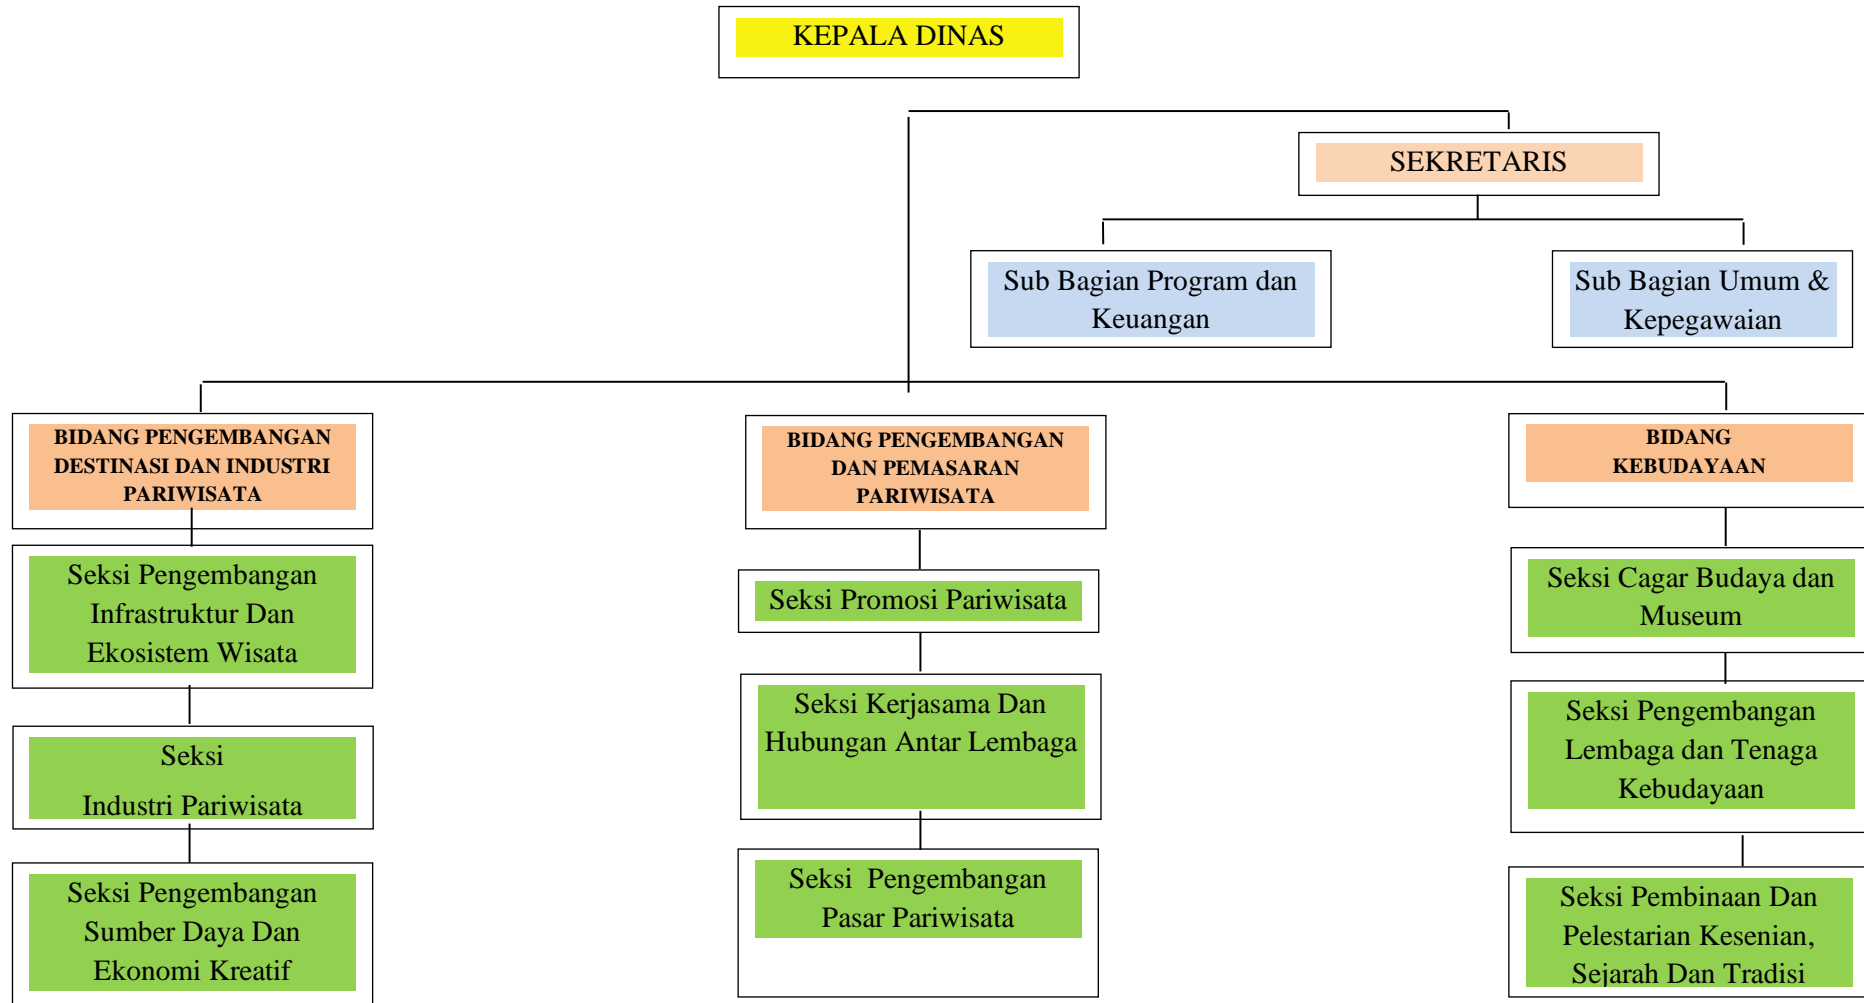 KEPALA DINAS
SEKRETARIS
Sub Bagian Program dan
Keuangan
Sub Bagian Umum &
Kepegawaian
BIDANG PENGEMBANGAN
DESTINASI DAN INDUSTRI
PARIWISATA
BIDANG PENGEMBANGAN
DAN PEMASARAN
PARIWISATA
BIDANG
KEBUDAYAAN
Seksi Pengembangan
Infrastruktur Dan
Ekosistem Wisata
Seksi Promosi Pariwisata
Seksi Cagar Budaya dan
Museum
Seksi
Industri Pariwisata
Seksi Kerjasama Dan
Hubungan Antar Lembaga
Seksi Pengembangan
Lembaga dan Tenaga
Kebudayaan
Seksi Pengembangan
Sumber Daya Dan
Ekonomi Kreatif
Seksi  Pengembangan
Pasar Pariwisata
Seksi Pembinaan Dan
Pelestarian Kesenian,
Sejarah Dan Tradisi